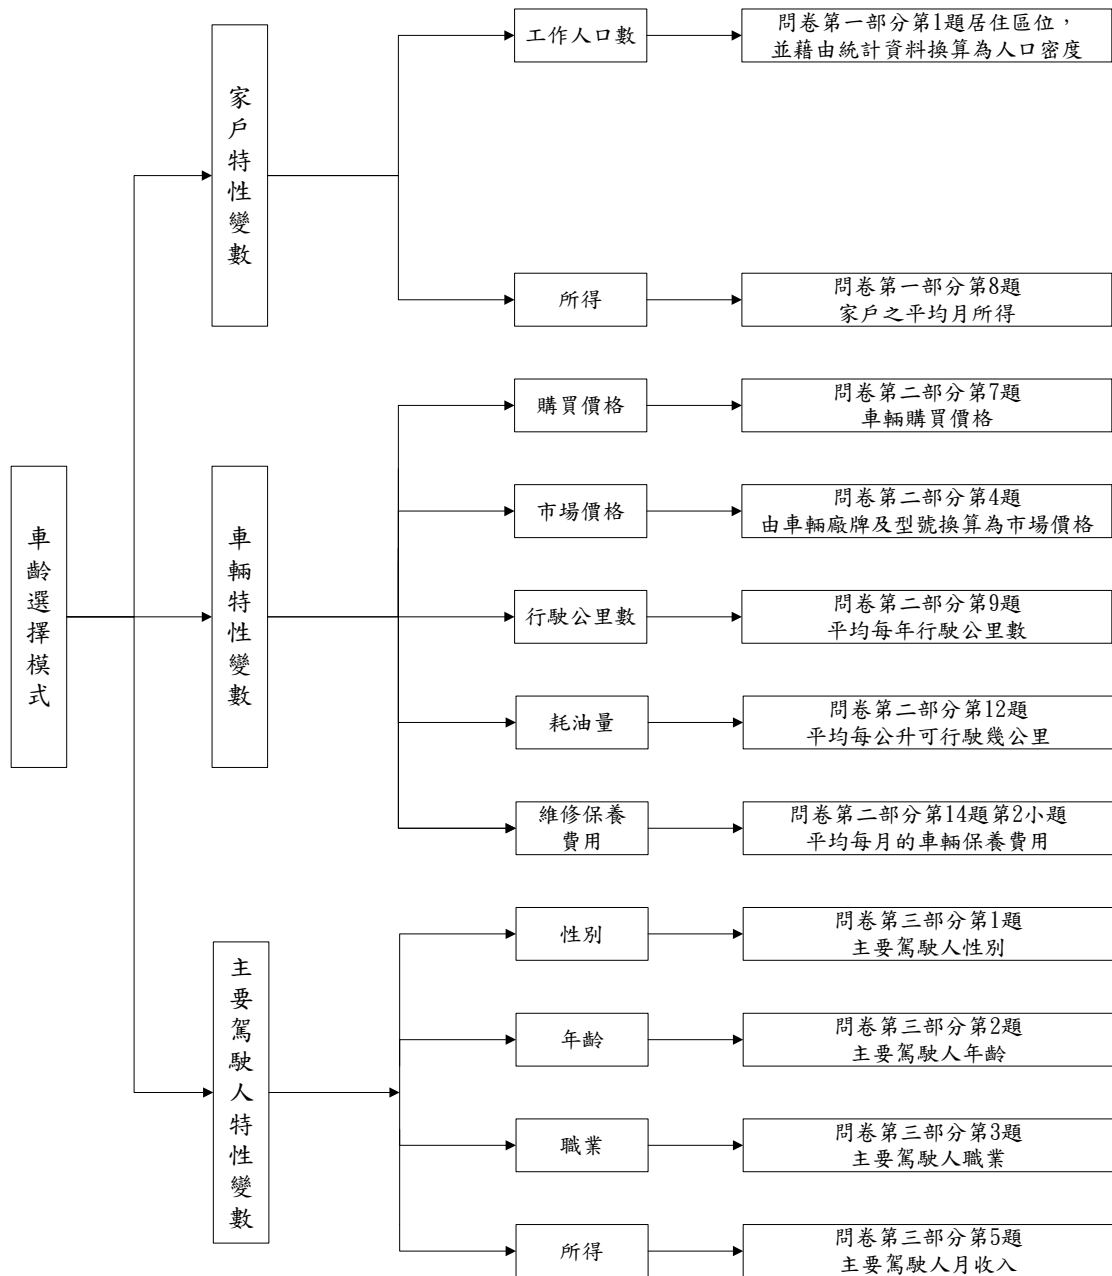 車齡選擇模式
家戶特性變數
工作人口數
問卷第一部分第1題居住區位，
並藉由統計資料換算為人口密度
所得
問卷第一部分第8題
家戶之平均月所得
車輛特性變數
購買價格
問卷第二部分第7題
車輛購買價格
市場價格
問卷第二部分第4題
由車輛廠牌及型號換算為市場價格
行駛公里數
問卷第二部分第9題
平均每年行駛公里數
耗油量
問卷第二部分第12題
平均每公升可行駛幾公里
維修保養
費用
問卷第二部分第14題第2小題
平均每月的車輛保養費用
主要駕駛人特性變數
性別
問卷第三部分第1題
主要駕駛人性別
年齡
問卷第三部分第2題
主要駕駛人年齡
職業
問卷第三部分第3題
主要駕駛人職業
所得
問卷第三部分第5題
主要駕駛人月收入